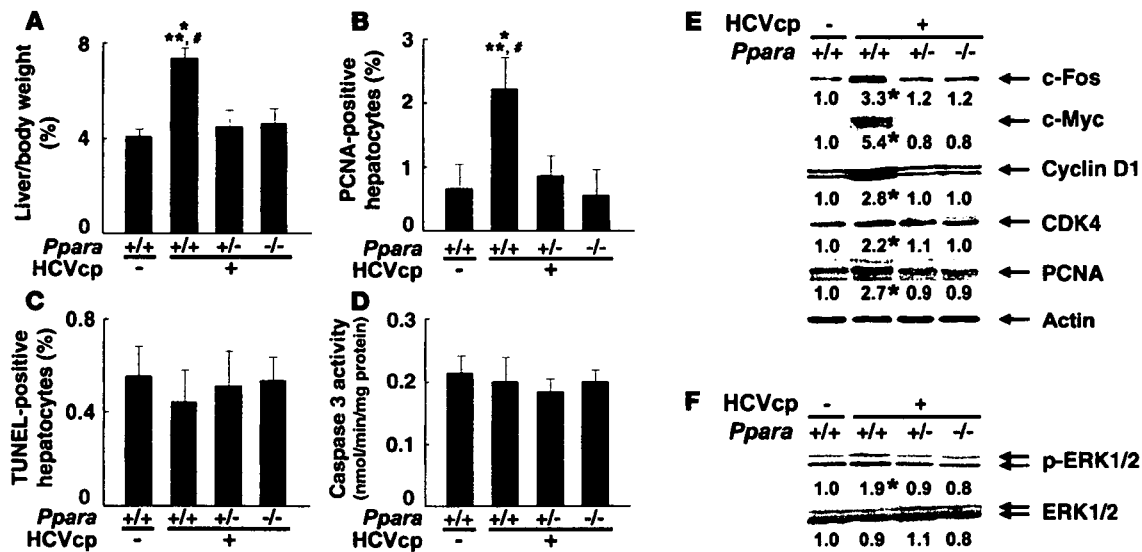 A
Liver/body weight (%)
8
4
0
*
**, #
Ppara +/+ +/+ +/- -/-
HCVcp - +
B
PCNA-positive hepatocytes (%)
3
2
1
0
*
**, #
Ppara +/+ +/+ +/- -/-
HCVcp - +
C
TUNEL-positive hepatocytes (%)
0.8
0.4
0
Ppara +/+ +/+ +/- -/-
HCVcp - +
D
Caspase 3 activity (nmol/min/mg protein)
0.3
0.2
0.1
0
Ppara +/+ +/+ +/- -/-
HCVcp - +
E
HCVcp - +
Ppara +/+ +/+ +/- -/-
c-Fos
1.0 3.3* 1.2 1.2
c-Myc
1.0 5.4* 0.8 0.8
Cyclin D1
1.0 2.8* 1.0 1.0
CDK4
1.0 2.2* 1.1 1.0
PCNA
1.0 2.7* 0.9 0.9
Actin
F
HCVcp - +
Ppara +/+ +/+ +/- -/-
p-ERK1/2
1.0 1.9* 0.9 0.8
ERK1/2
1.0 0.9 1.1 0.8